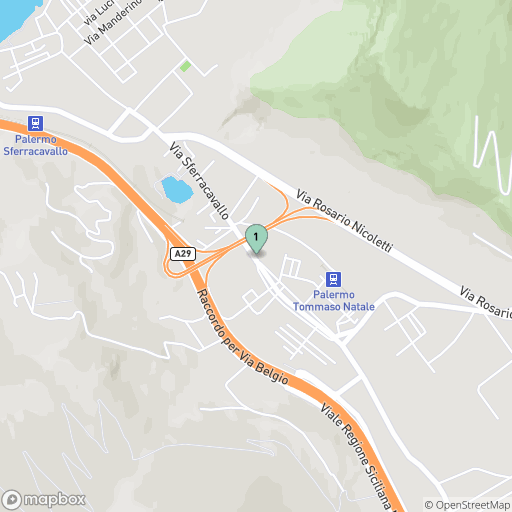 via Luci
Via Manderino
Palermo
Sferracavallo
Via Sferracavallo
Via Rosario Nicoletti
1
A29
Palermo
Tommaso Natale
Via Rosario
Raccordo per Via Belgio
Viale Regione Siciliana
mapbox
© OpenStreetMap